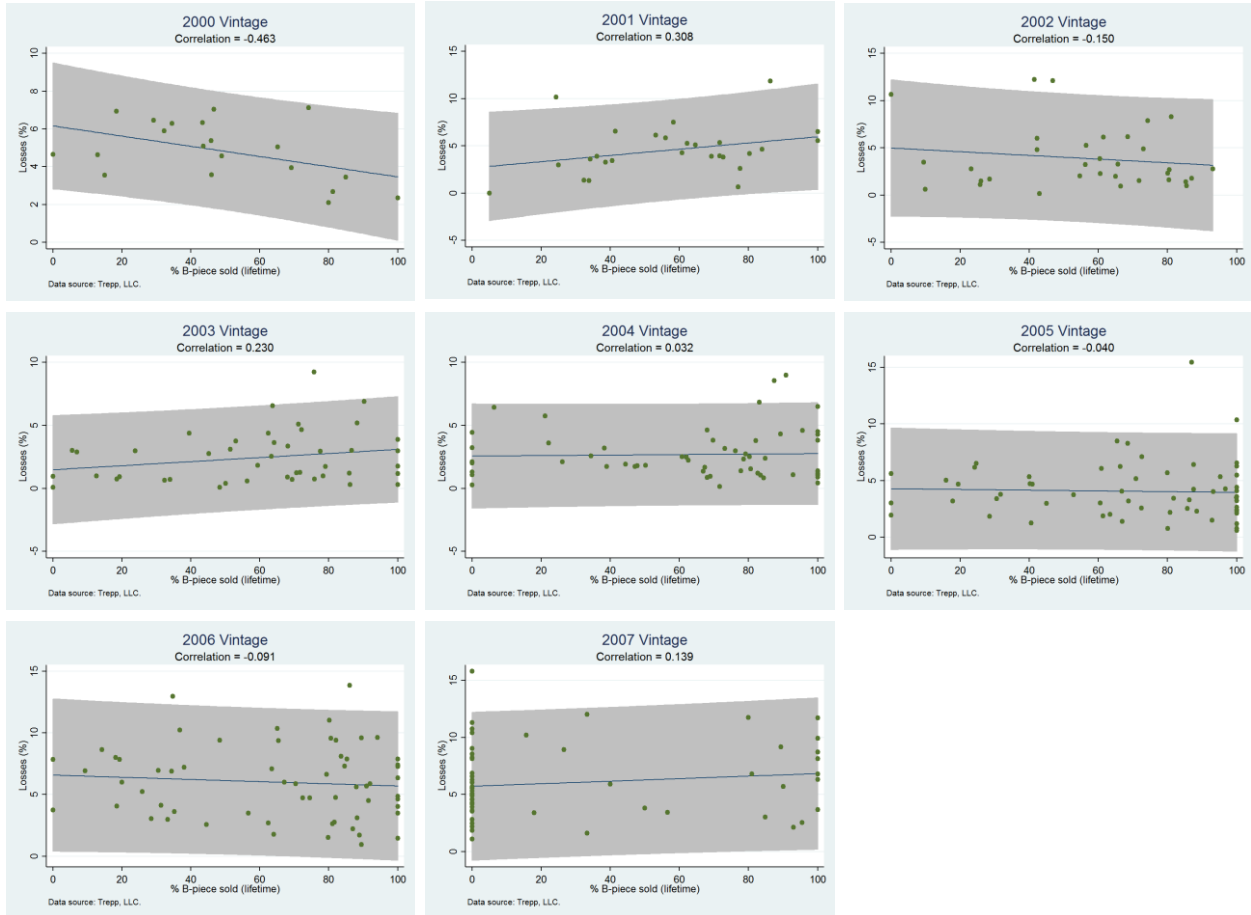 2000 Vintage
Correlation = -0.463
10
8
6
4
2
0
Losses (%)
0 20 40 60 80 100
% B-piece sold (lifetime)
Data source: Trepp, LLC.
2001 Vintage
Correlation = 0.308
15
10
5
0
-5
Losses (%)
0 20 40 60 80 100
% B-piece sold (lifetime)
Data source: Trepp, LLC.
2002 Vintage
Correlation = -0.150
15
10
5
0
-5
Losses (%)
0 20 40 60 80 100
% B-piece sold (lifetime)
Data source: Trepp, LLC.
2003 Vintage
Correlation = 0.230
10
5
0
-5
Losses (%)
0 20 40 60 80 100
% B-piece sold (lifetime)
Data source: Trepp, LLC.
2004 Vintage
Correlation = 0.032
10
5
0
-5
Losses (%)
0 20 40 60 80 100
% B-piece sold (lifetime)
Data source: Trepp, LLC.
2005 Vintage
Correlation = -0.040
15
10
5
0
Losses (%)
0 20 40 60 80 100
% B-piece sold (lifetime)
Data source: Trepp, LLC.
2006 Vintage
Correlation = -0.091
15
10
5
0
Losses (%)
0 20 40 60 80 100
% B-piece sold (lifetime)
Data source: Trepp, LLC.
2007 Vintage
Correlation = 0.139
15
10
5
0
Losses (%)
0 20 40 60 80 100
% B-piece sold (lifetime)
Data source: Trepp, LLC.